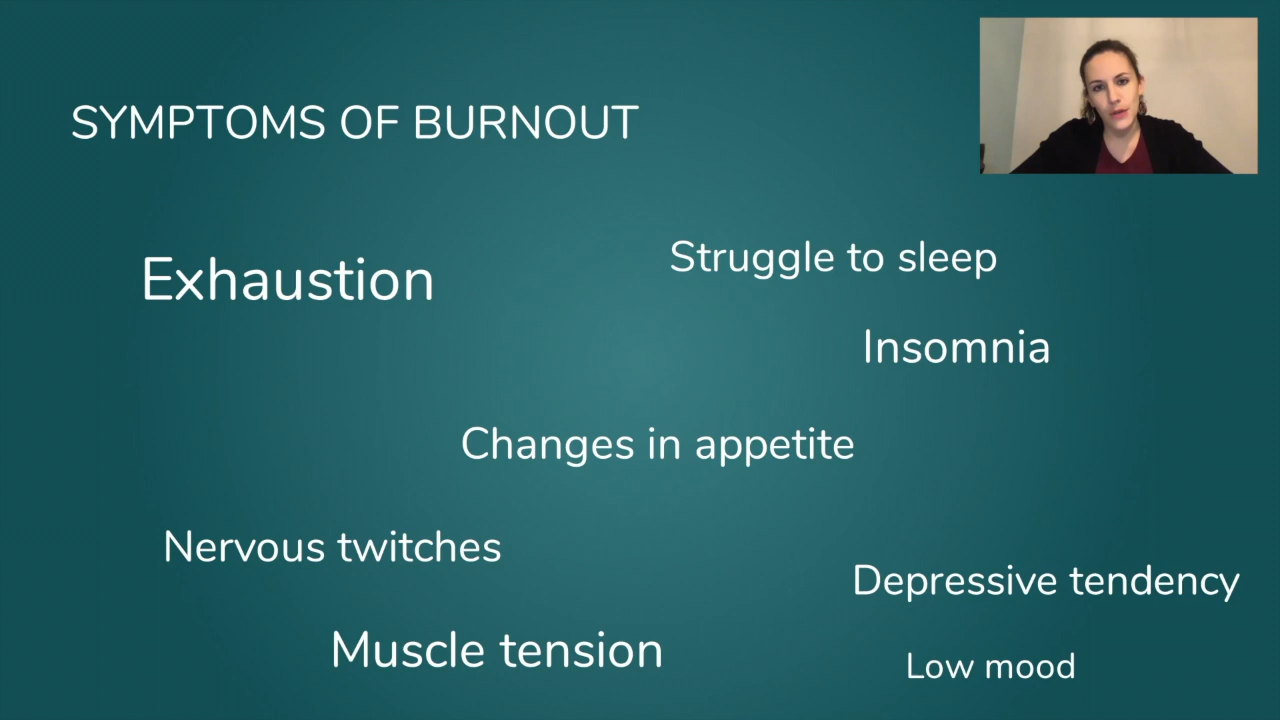 SYMPTOMS OF BURNOUT
Exhaustion
Struggle to sleep
Insomnia
Changes in appetite
Nervous twitches
Depressive tendency
Muscle tension
Low mood